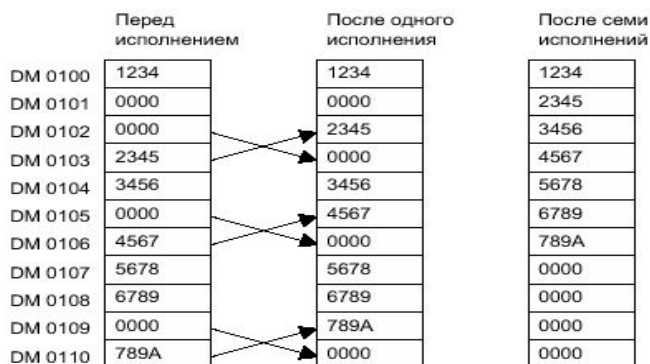 Перед После одного После семи
исполнением исполнения исполнений
DM 0100 1234 1234 1234
DM 0101 0000 0000 2345
DM 0102 0000 2345 3456
DM 0103 2345 0000 4567
DM 0104 3456 3456 5678
DM 0105 0000 4567 6789
DM 0106 4567 0000 789A
DM 0107 5678 5678 0000
DM 0108 6789 6789 0000
DM 0109 0000 789A 0000
DM 0110 789A 0000 0000